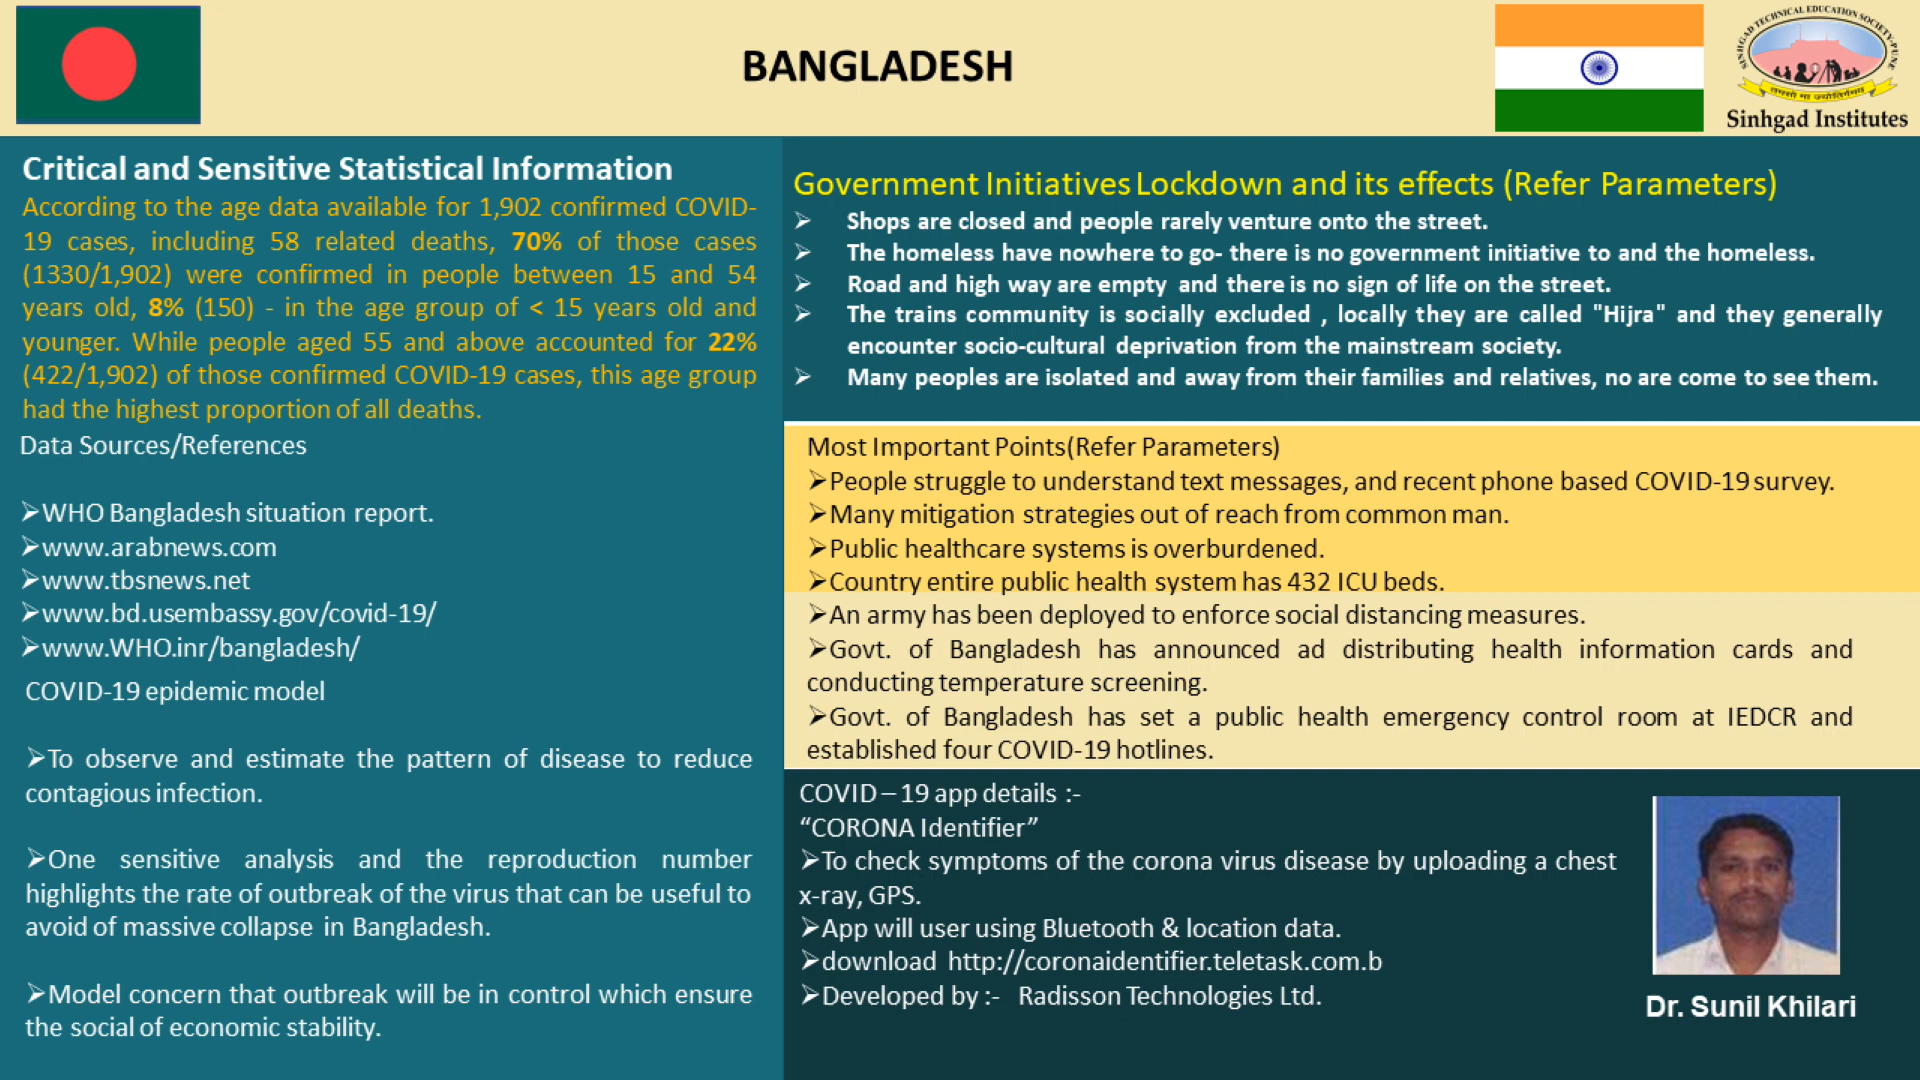 BANGLADESH
SINHGAD TECHNICAL EDUCATION SOCIETY-PUNE
Sinhgad Institutes
Critical and Sensitive Statistical Information
According to the age data available for 1,902 confirmed COVID-
19 cases, including 58 related deaths, 70% of those cases
(1330/1,902) were confirmed in people between 15 and 54
years old, 8% (150) - in the age group of < 15 years old and
younger. While people aged 55 and above accounted for 22%
(422/1,902) of those confirmed COVID-19 cases, this age group
had the highest proportion of all deaths.
Data Sources/References
➢WHO Bangladesh situation report.
➢www.arabnews.com
➢www.tbsnews.net
➢www.bd.usembassy.gov/covid-19/
➢www.WHO.inr/bangladesh/
COVID-19 epidemic model
➢To observe and estimate the pattern of disease to reduce
contagious infection.
➢One sensitive analysis and the reproduction number
highlights the rate of outbreak of the virus that can be useful to
avoid of massive collapse in Bangladesh.
➢Model concern that outbreak will be in control which ensure
the social of economic stability.
Government Initiatives Lockdown and its effects (Refer Parameters)
➢ Shops are closed and people rarely venture onto the street.
➢ The homeless have nowhere to go- there is no government initiative to and the homeless.
➢ Road and high way are empty and there is no sign of life on the street.
➢ The trains community is socially excluded , locally they are called "Hijra" and they generally
encounter socio-cultural deprivation from the mainstream society.
➢ Many peoples are isolated and away from their families and relatives, no are come to see them.
Most Important Points(Refer Parameters)
➢People struggle to understand text messages, and recent phone based COVID-19 survey.
➢Many mitigation strategies out of reach from common man.
➢Public healthcare systems is overburdened.
➢Country entire public health system has 432 ICU beds.
➢An army has been deployed to enforce social distancing measures.
➢Govt. of Bangladesh has announced ad distributing health information cards and
conducting temperature screening.
➢Govt. of Bangladesh has set a public health emergency control room at IEDCR and
established four COVID-19 hotlines.
COVID – 19 app details :-
“CORONA Identifier”
➢To check symptoms of the corona virus disease by uploading a chest
x-ray, GPS.
➢App will user using Bluetooth & location data.
➢download http://coronaidentifier.teletask.com.b
➢Developed by :- Radisson Technologies Ltd.
Dr. Sunil Khilari